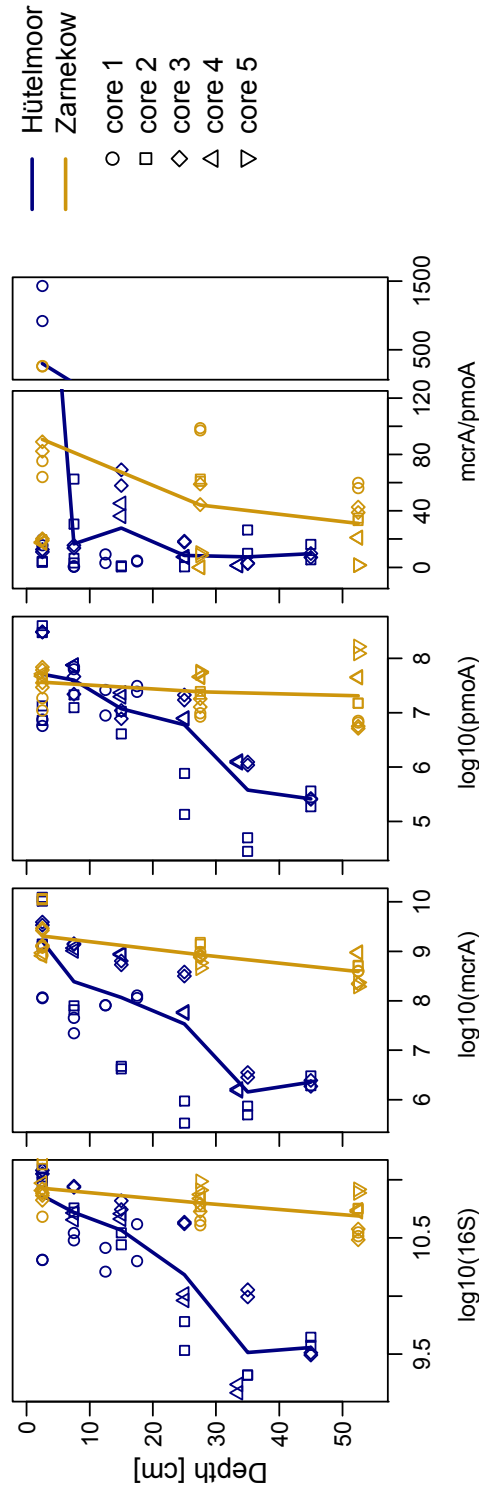 Depth [cm]
0
10
20
30
40
50
9.5
10.5
log10(16S)
6
7
8
9
10
log10(mcrA)
5
6
7
8
log10(pmoA)
0
40
80
120
500
1500
mcrA/pmoA
Hütelmoor
Zarnekow
core 1
core 2
core 3
core 4
core 5